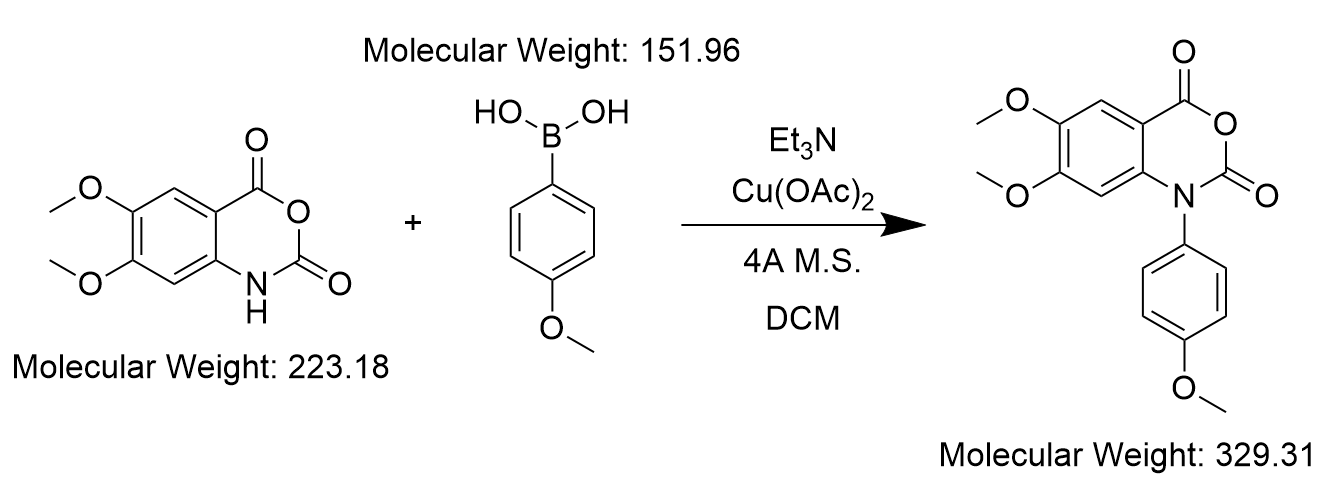 Molecular Weight: 151.96
O
O
O
O
O
N
H
Molecular Weight: 223.18
+
HO
B
OH
O
Et3N
Cu(OAc)2
4A M.S.
DCM
O
O
O
O
O
N
O
Molecular Weight: 329.31